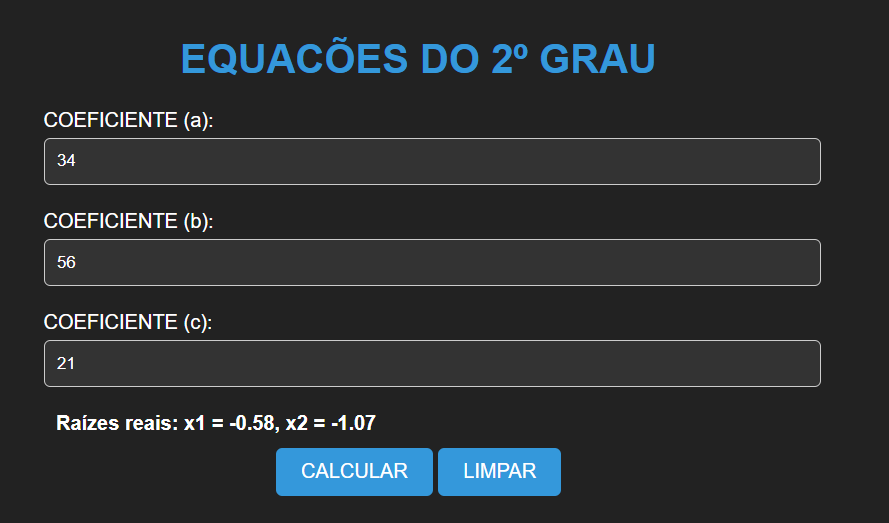 EQUACÕES DO 2º GRAU
COEFICIENTE (a):
34
COEFICIENTE (b):
56
COEFICIENTE (c):
21
Raízes reais: x1 = -0.58, x2 = -1.07
CALCULAR LIMPAR